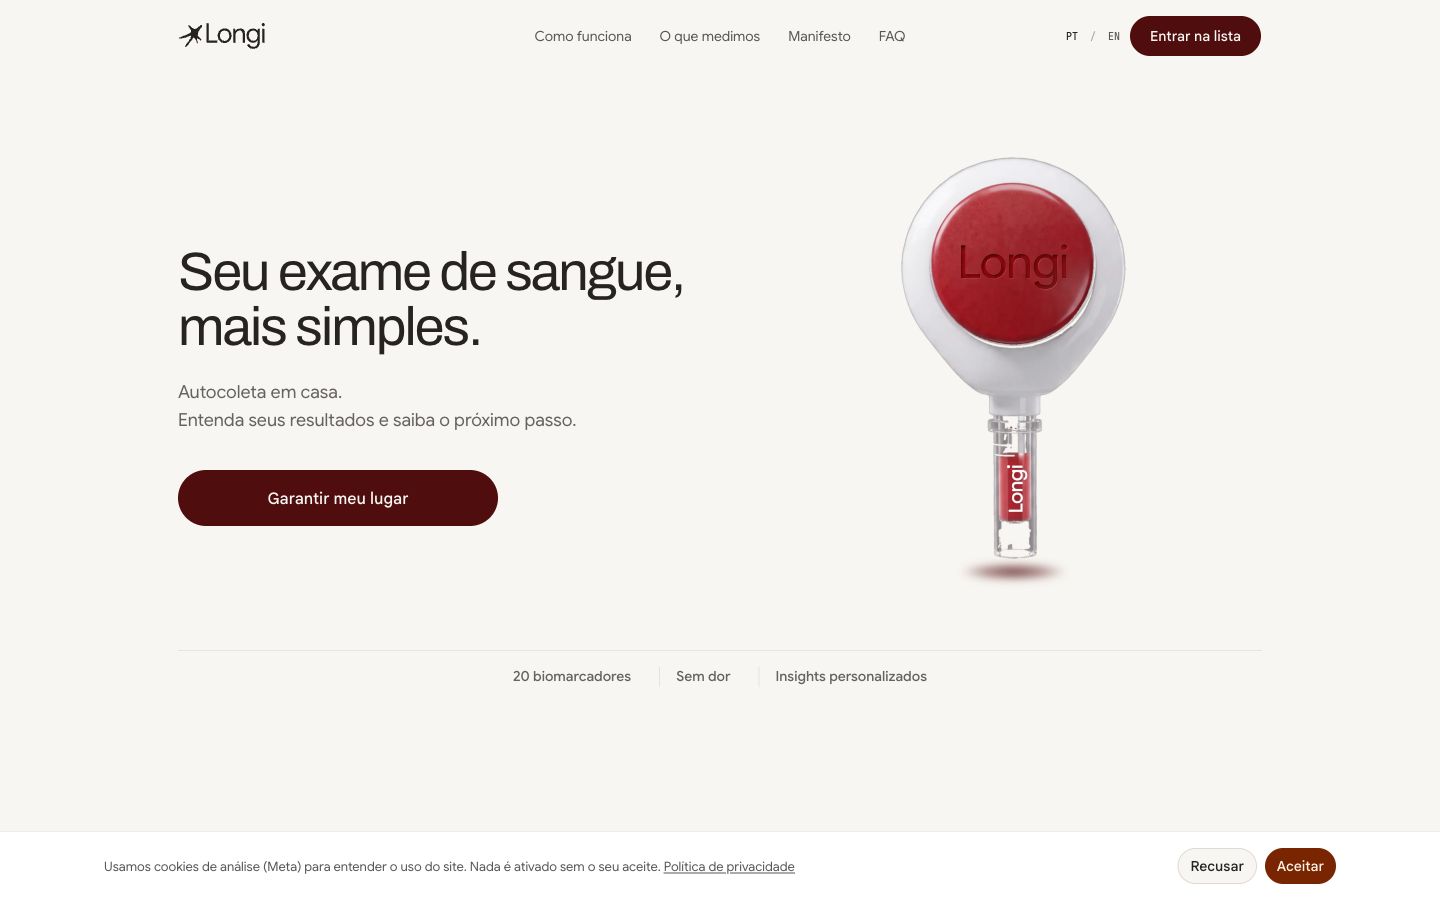 Longi
Como funciona
O que medimos
Manifesto
FAQ
PT / EN
Entrar na lista
Seu exame de sangue,
mais simples.
Autocoleta em casa.
Entenda seus resultados e saiba o próximo passo.
Garantir meu lugar
Longi
Longi
20 biomarcadores
Sem dor
Insights personalizados
Usamos cookies de análise (Meta) para entender o uso do site. Nada é ativado sem o seu aceite. Política de privacidade
Recusar
Aceitar